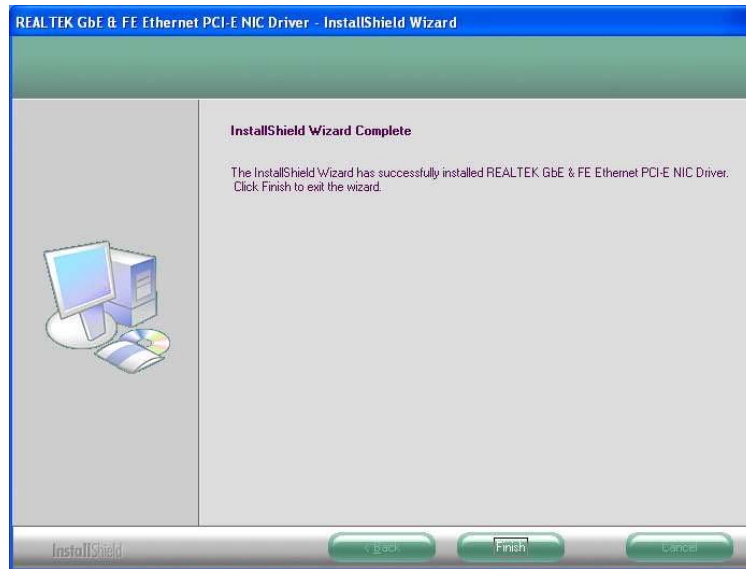 REALTEK GbE & FE Ethernet PCI-E NIC Driver - InstallShield Wizard
InstallShield Wizard Complete
The InstallShield Wizard has successfully installed REALTEK GbE & FE Ethernet PCI-E NIC Driver.
Click Finish to exit the wizard.
InstallShield
< Back
Finish
Cancel